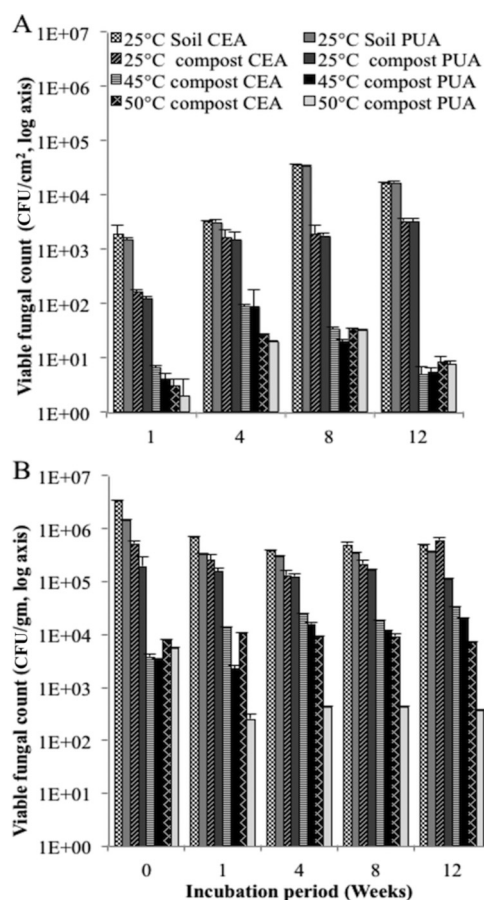 A
25°C Soil CEA
25°C Soil PUA
25°C compost CEA
25°C compost PUA
45°C compost CEA
45°C compost PUA
50°C compost CEA
50°C compost PUA
Viable fungal count (CFU/cm², log axis)
1E+07
1E+06
1E+05
1E+04
1E+03
1E+02
1E+01
1E+00
1 4 8 12
B
Viable fungal count (CFU/gm, log axis)
1E+07
1E+06
1E+05
1E+04
1E+03
1E+02
1E+01
1E+00
0 1 4 8 12
Incubation period (Weeks)